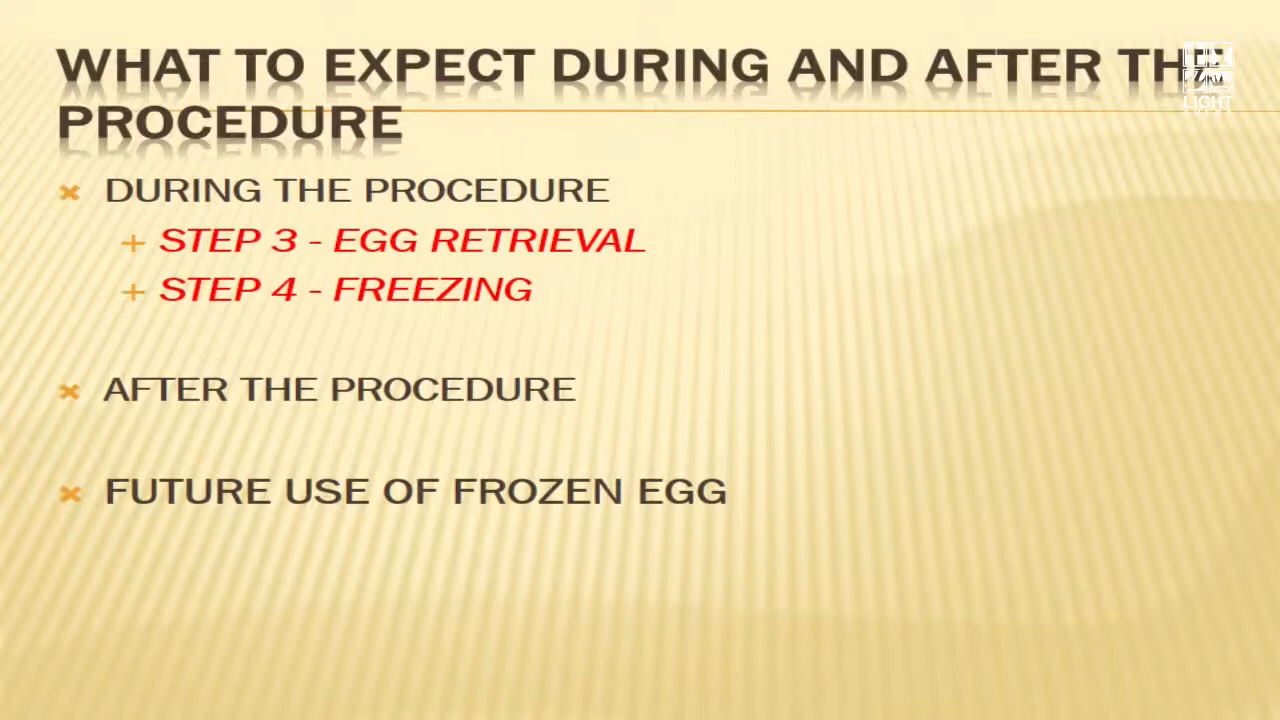 WHAT TO EXPECT DURING AND AFTER THE
PROCEDURE
LIGHT
DURING THE PROCEDURE
STEP 3 - EGG RETRIEVAL
STEP 4 - FREEZING
AFTER THE PROCEDURE
FUTURE USE OF FROZEN EGG